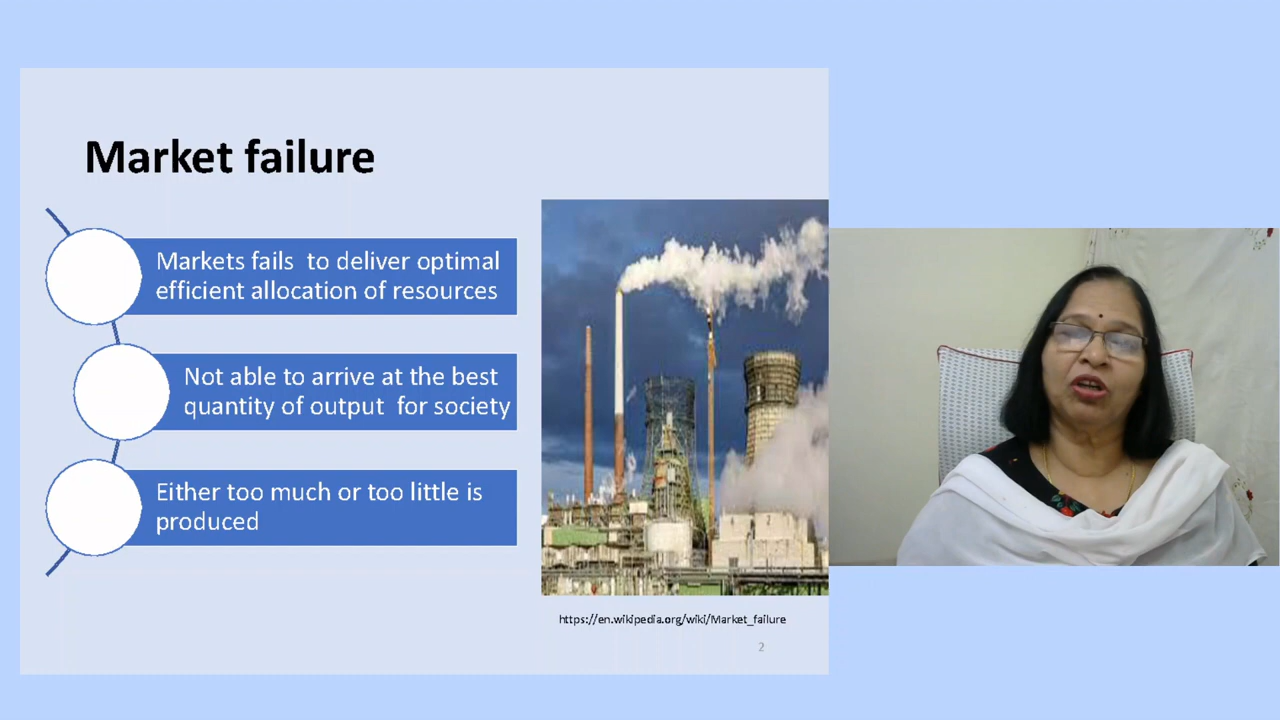 Market failure
Markets fails to deliver optimal
efficient allocation of resources
Not able to arrive at the best
quantity of output for society
Either too much or too little is
produced
https://en.wikipedia.org/wiki/Market_failure
2